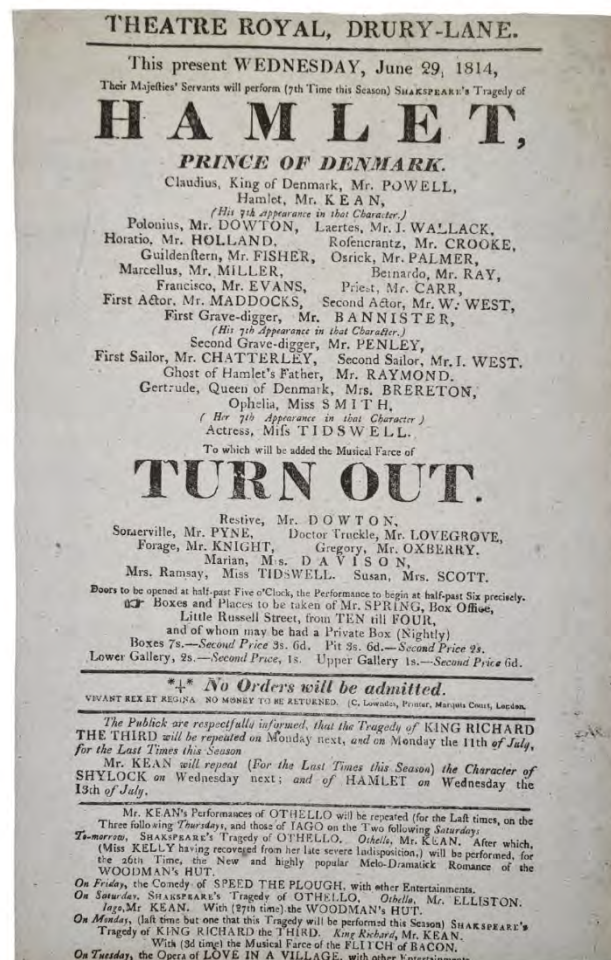 THEATRE ROYAL, DRURY-LANE.
This present WEDNESDAY, June 29, 1814,
Their Majeſties' Servants will perform (7th Time this Season) SHAKSPEARE's Tragedy of
HAMLET,
PRINCE OF DENMARK.
Claudius, King of Denmark, Mr. POWELL,
Hamlet, Mr. KEAN,
(His 7th Appearance in that Character.)
Polonius, Mr. DOWTON, Laertes, Mr. I. WALLACK,
Horatio, Mr. HOLLAND, Roſencrantz, Mr. CROOKE,
Guildenſtern, Mr. FISHER, Osrick, Mr. PALMER,
Marcellus, Mr. MILLER, Bernardo, Mr. RAY,
Francisco, Mr. EVANS, Priest, Mr. CARR,
First Actor, Mr. MADDOCKS, Second Actor, Mr. W. WEST,
First Grave-digger, Mr. BANNISTER,
(His 7th Appearance in that Character.)
Second Grave-digger, Mr. PENLEY,
First Sailor, Mr. CHATTERLEY, Second Sailor, Mr. I. WEST.
Ghost of Hamlet's Father, Mr. RAYMOND.
Gertrude, Queen of Denmark, Mrs. BRERETON,
Ophelia, Miss SMITH,
( Her 7th Appearance in that Character )
Actress, Miſs TIDSWELL.
To which will be added the Musical Farce of
TURN OUT.
Restive, Mr. DOWTON,
Somerville, Mr. PYNE, Doctor Truckle, Mr. LOVEGROVE,
Forage, Mr. KNIGHT, Gregory, Mr. OXBERRY.
Marian, Mrs. DAVISON,
Mrs. Ramsay, Miss TIDSWELL. Susan, Mrs. SCOTT.
Doors to be opened at half-past Five o'Clock, the Performance to begin at half-past Six precisely.
☞ Boxes and Places to be taken of Mr. SPRING, Box Office,
Little Russell Street, from TEN till FOUR,
and of whom may be had a Private Box (Nightly)
Boxes 7s.—Second Price 3s. 6d. Pit 3s. 6d.—Second Price 2s.
Lower Gallery, 2s.—Second Price, 1s. Upper Gallery 1s.—Second Price 6d.
*+* No Orders will be admitted.
VIVANT REX ET REGINA NO MONEY TO BE RETURNED. (C. Lowndes, Printer, Marquis Court, London.
The Publick are respectfully informed, that the Tragedy of KING RICHARD
THE THIRD will be repeated on Monday next, and on Monday the 11th of July,
for the Last Times this Season
Mr. KEAN will repeat (For the Last Times this Season) the Character of
SHYLOCK on Wednesday next; and of HAMLET on Wednesday the
13th of July.
Mr. KEAN's Performances of OTHELLO will be repeated (for the Laſt times, on the
Three following Thursdays, and those of IAGO on the Two following Saturdays
To-morrow, SHAKSPEARE's Tragedy of OTHELLO. Othello, Mr. KEAN. After which,
(Miss KELLY having recovered from her late severe Indisposition,) will be performed, for
the 26th Time, the New and highly popular Melo-Dramatick Romance of the
WOODMAN's HUT.
On Friday, the Comedy of SPEED THE PLOUGH, with other Entertainments.
On Saturday, SHAKSPEARE's Tragedy of OTHELLO, Othello, Mr. ELLISTON.
Iago, Mr KEAN. With (27th time) the WOODMAN's HUT.
On Monday, (last time but one that this Tragedy will be performed this Season) SHAKSPEARE's
Tragedy of KING RICHARD the THIRD. King Richard, Mr. KEAN.
With (3d time) the Musical Farce of the FLITCH of BACON.
On Tuesday, the Opera of LOVE IN A VILLAGE, with other Entertainments